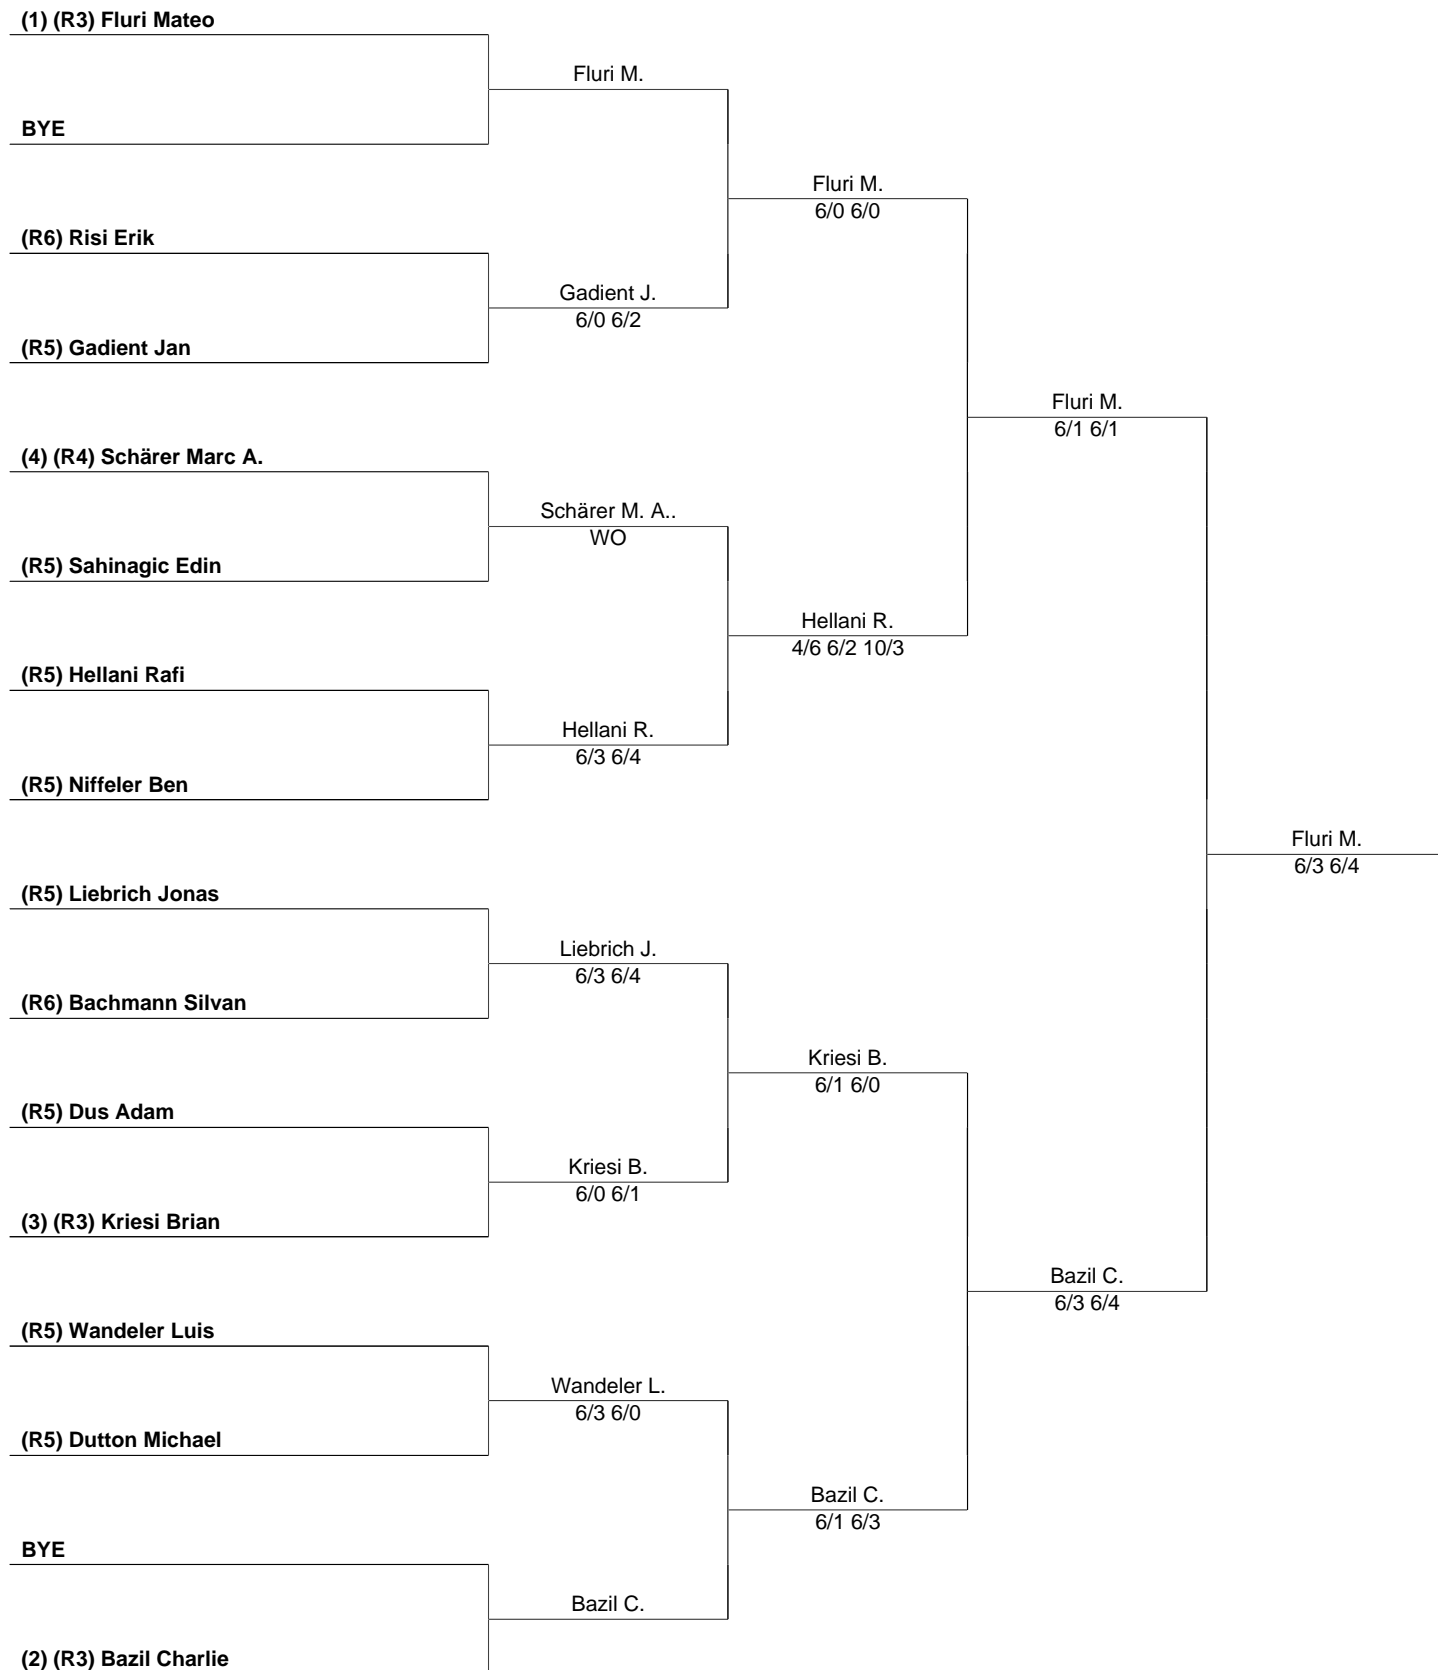 (1) (R3) Fluri Mateo
Fluri M.
BYE
Fluri M.
6/0 6/0
(R6) Risi Erik
Gadient J.
6/0 6/2
(R5) Gadient Jan
Fluri M.
6/1 6/1
(4) (R4) Schärer Marc A.
Schärer M. A..
WO
(R5) Sahinagic Edin
Hellani R.
4/6 6/2 10/3
(R5) Hellani Rafi
Hellani R.
6/3 6/4
(R5) Niffeler Ben
Fluri M.
6/3 6/4
(R5) Liebrich Jonas
Liebrich J.
6/3 6/4
(R6) Bachmann Silvan
Kriesi B.
6/1 6/0
(R5) Dus Adam
Kriesi B.
6/0 6/1
(3) (R3) Kriesi Brian
Bazil C.
6/3 6/4
(R5) Wandeler Luis
Wandeler L.
6/3 6/0
(R5) Dutton Michael
Bazil C.
6/1 6/3
BYE
Bazil C.
(2) (R3) Bazil Charlie